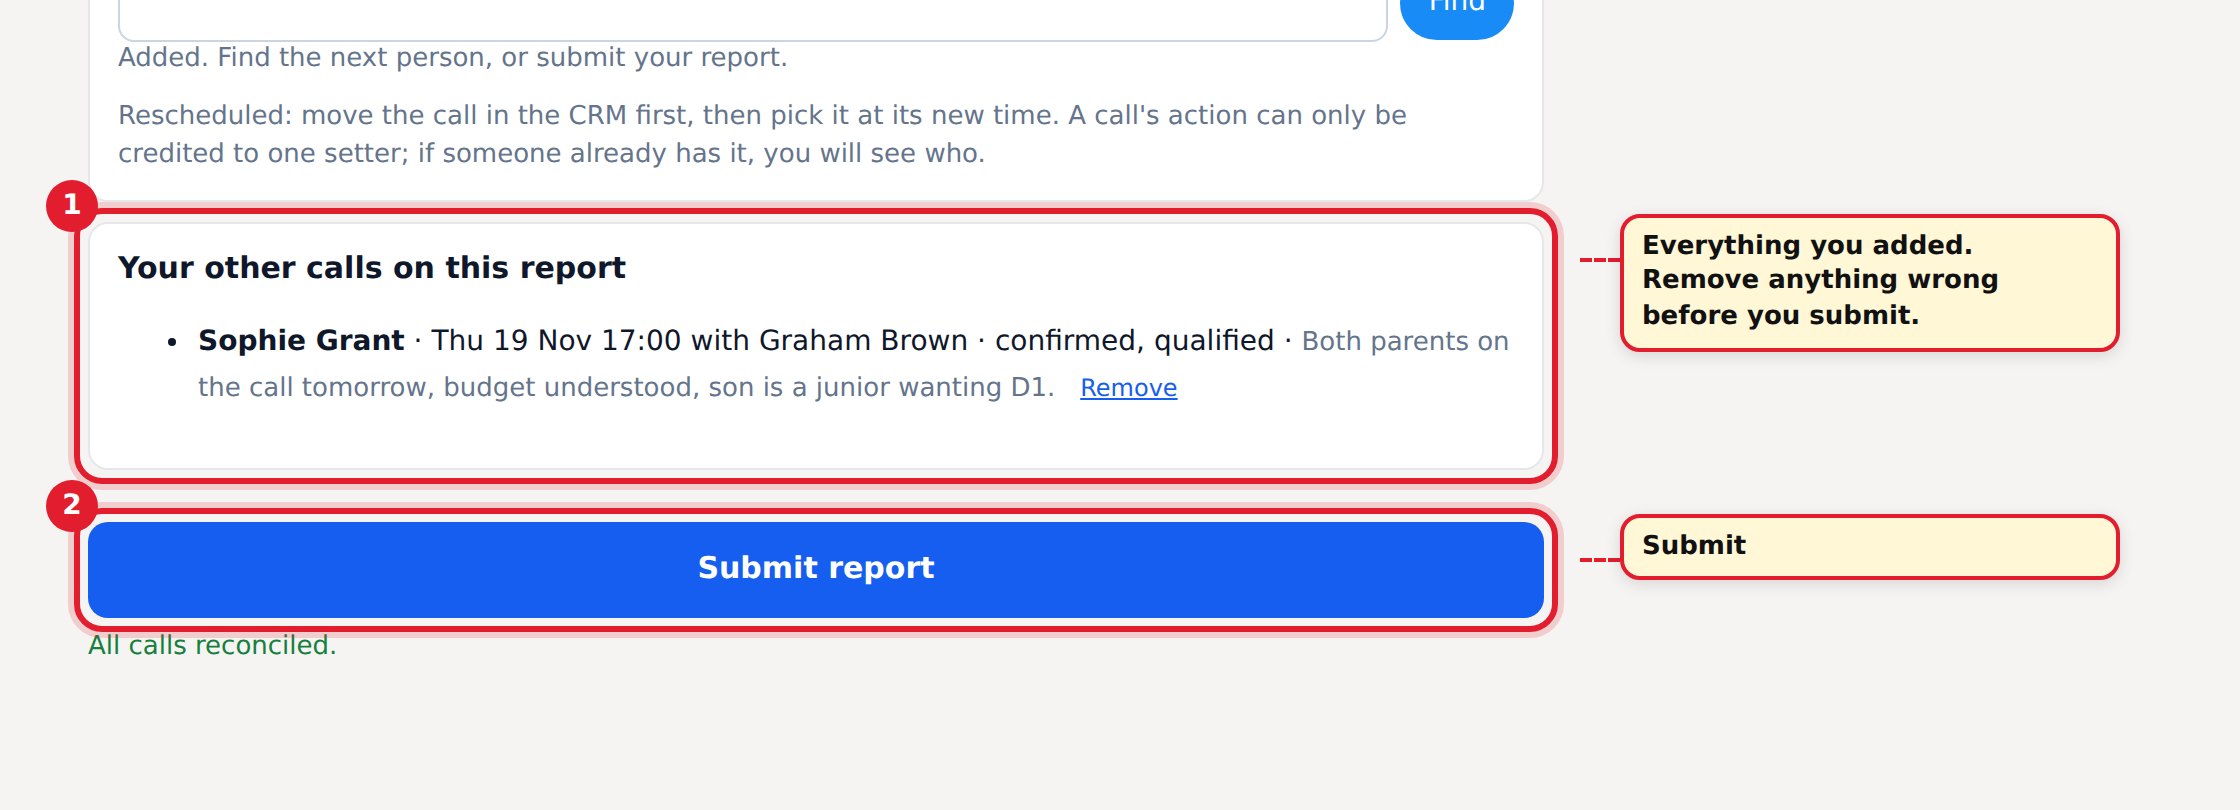 Find
Added. Find the next person, or submit your report.
Rescheduled: move the call in the CRM first, then pick it at its new time. A call's action can only be
credited to one setter; if someone already has it, you will see who.
1
Your other calls on this report
• Sophie Grant · Thu 19 Nov 17:00 with Graham Brown · confirmed, qualified · Both parents on
the call tomorrow, budget understood, son is a junior wanting D1. Remove
Everything you added.
Remove anything wrong
before you submit.
2
Submit report
Submit
All calls reconciled.